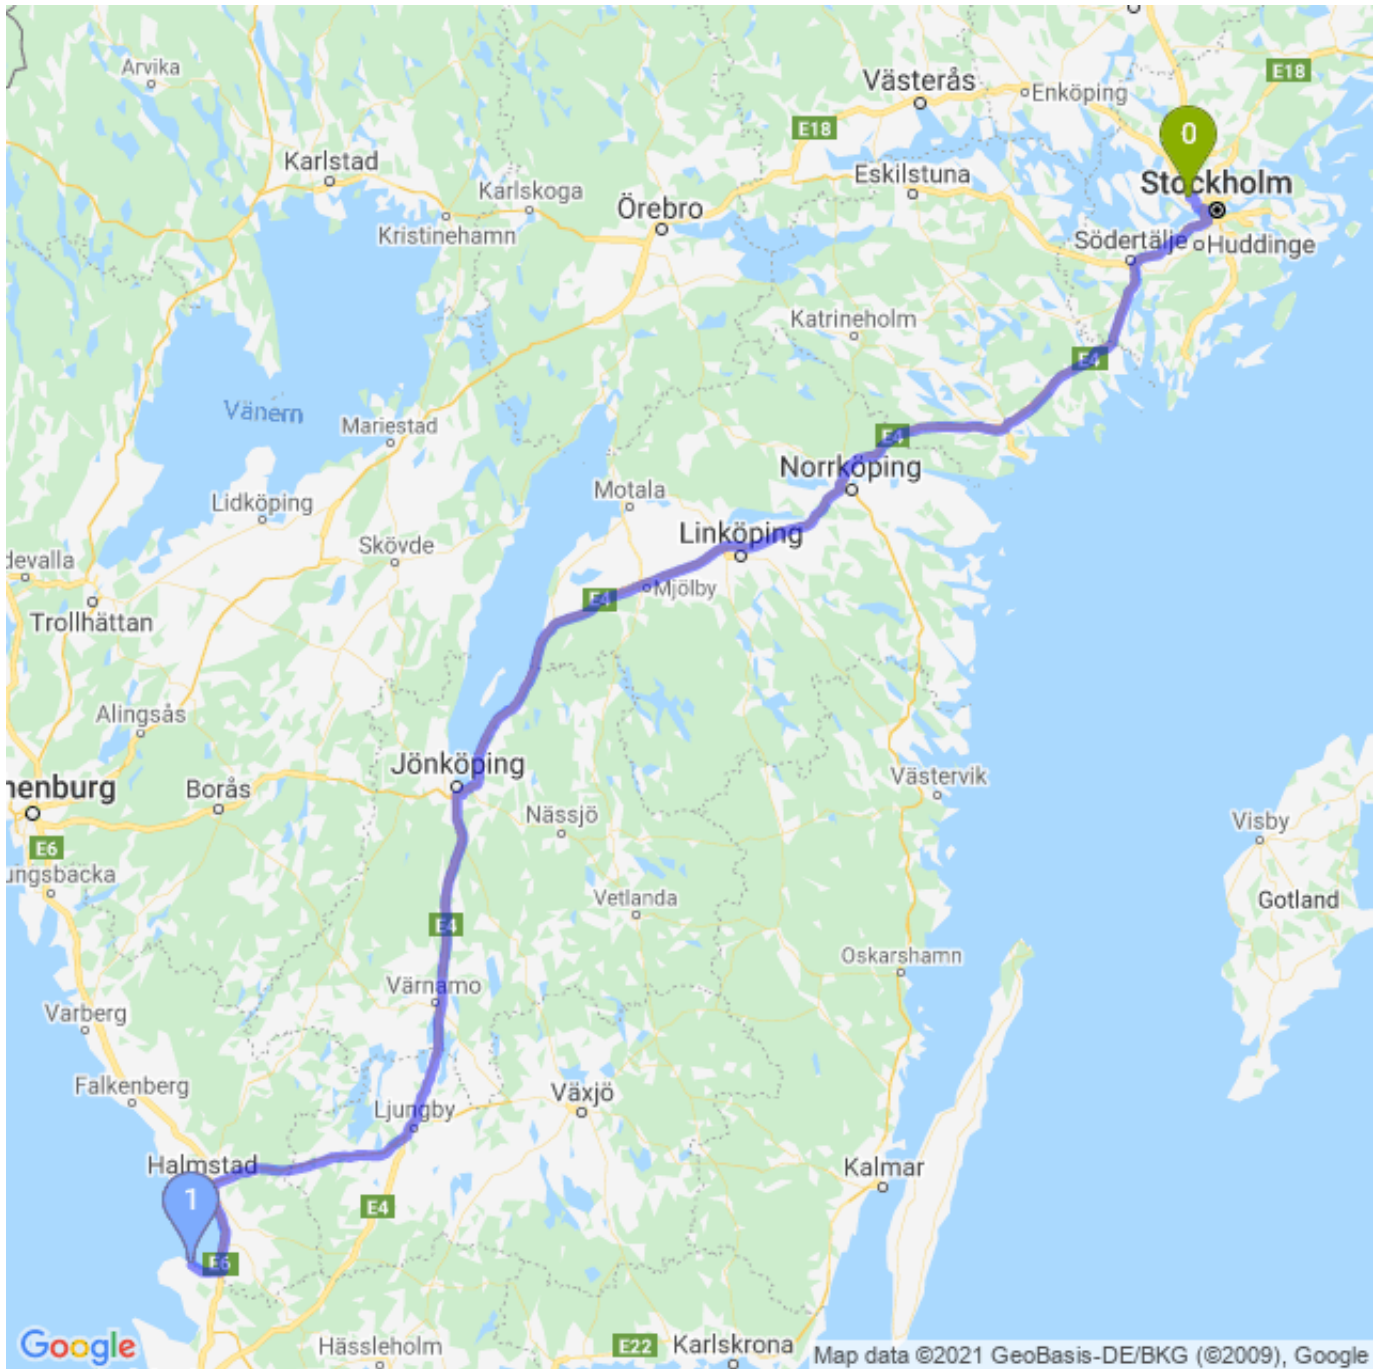 Arvika
Västerås
Enköping
E18
E18
0
Karlstad
Karlskoga
Eskilstuna
Stockholm
Örebro
Kristinehamn
Södertälje
Huddinge
Katrineholm
E4
Vänern
Mariestad
E4
Norrköping
Motala
Lidköping
Linköping
Skövde
devalla
Mjölby
E4
Trollhättan
Alingsås
Jönköping
Västervik
nenburg
Borås
Nässjö
Visby
E6
ungsbacka
Vetlanda
Gotland
E4
Oskarshamn
Värnamo
Varberg
Falkenberg
Växjö
Ljungby
Halmstad
Kalmar
1
E4
E6
Google
Hässleholm
E22
Karlskrona
Map data ©2021 GeoBasis-DE/BKG (©2009), Google